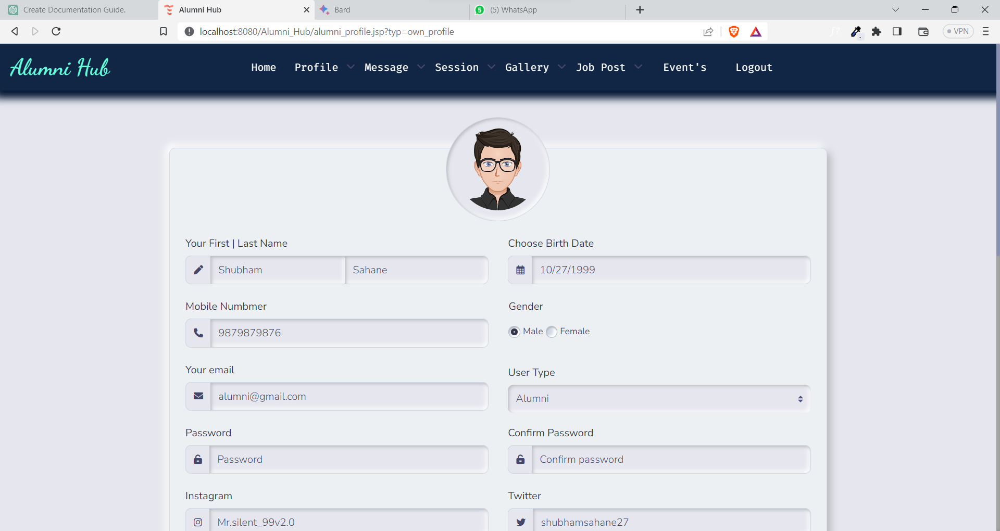 Create Documentation Guide.
Alumni Hub
Bard
5
(5) WhatsApp
localhost:8080/Alumni_Hub/alumni_profile.jsp?typ=own_profile
VPN
Alumni Hub
Home
Profile
Message
Session
Gallery
Job Post
Event's
Logout
Your First | Last Name
Choose Birth Date
Shubham
Sahane
10/27/1999
Mobile Numbmer
Gender
9879879876
Male
Female
Your email
User Type
alumni@gmail.com
Alumni
Password
Confirm Password
Password
Confirm password
Instagram
Twitter
Mr.silent_99v2.0
shubhamsahane27